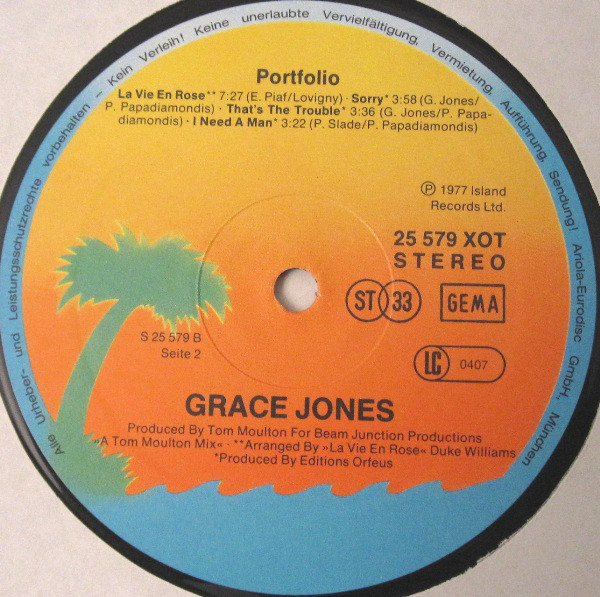 Alle Urheber- und Leistungsschutzrechte vorbehalten – Kein Verleih! Keine unerlaubte Vervielfältigung, Vermietung, Aufführung, Sendung! Ariola-Eurodisc GmbH., München
Portfolio
La Vie En Rose** 7:27 (E. Piaf/Lovigny) · Sorry* 3:58 (G. Jones/
P. Papadiamondis) · That's The Trouble* 3:36 (G. Jones/P. Papa-
diamondis) · I Need A Man* 3:22 (P. Slade/P. Papadiamondis)
℗ 1977 Island
Records Ltd.
25 579 XOT
STEREO
ST 33 GEMA
S 25 579 B
Seite 2
LC 0407
GRACE JONES
Produced By Tom Moulton For Beam Junction Productions
»A Tom Moulton Mix« · **Arranged By »La Vie En Rose« Duke Williams
*Produced By Editions Orfeus